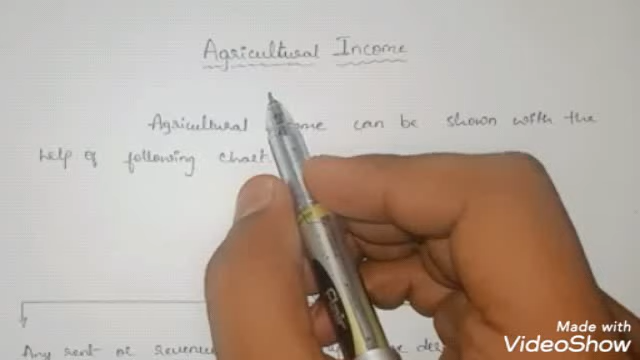 Agricultural Income
Agricultural Income can be shown with the
help of following chart.
Any rent or revenue
Made with
VideoShow